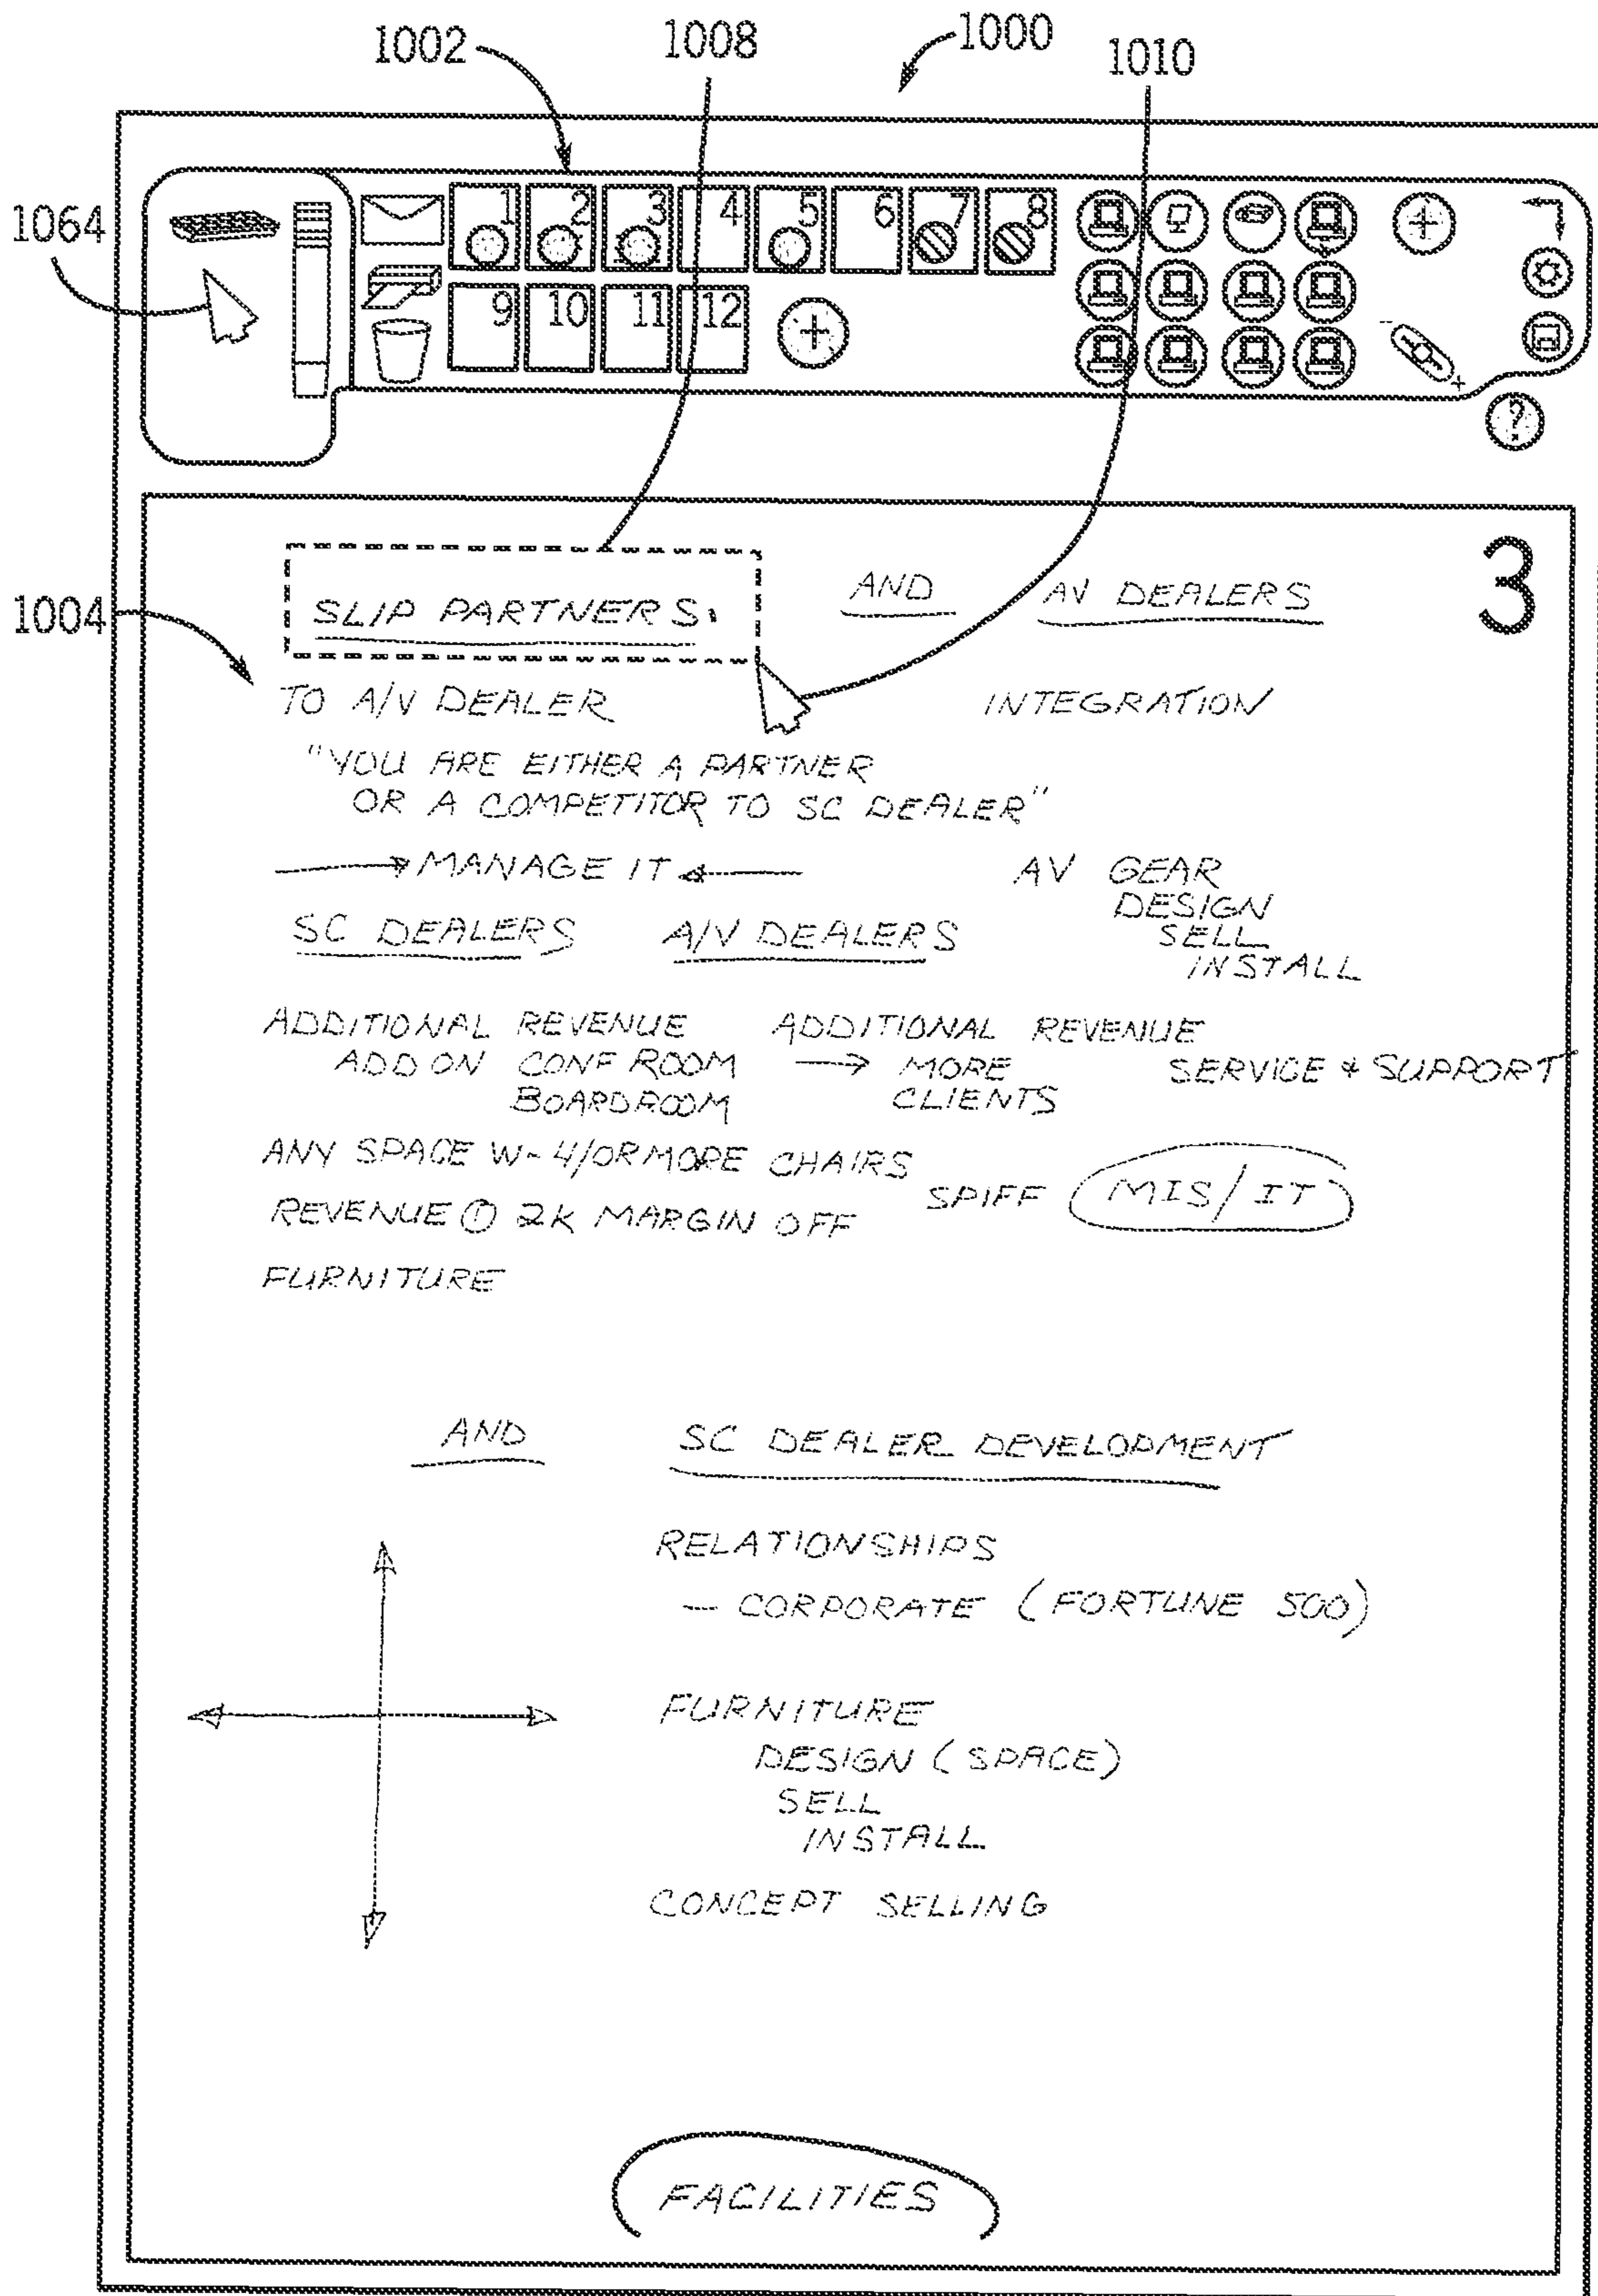 1002 1008 1000 1010
1064
1 2 3 4 5 6 7 8
9 10 11 12
?
1004
3
SLIP PARTNERS. AND AV DEALERS
TO A/V DEALER INTEGRATION
"YOU ARE EITHER A PARTNER
OR A COMPETITOR TO SC DEALER"
MANAGE IT AV GEAR
DESIGN
SC DEALERS A/V DEALERS SELL
INSTALL
ADDITIONAL REVENUE ADDITIONAL REVENUE
ADD ON CONF ROOM → MORE SERVICE & SUPPORT
BOARDROOM CLIENTS
ANY SPACE W- 4/OR MORE CHAIRS
SPIFF MIS/IT
REVENUE 2K MARGIN OFF
FURNITURE
AND SC DEALER DEVELOPMENT
RELATIONSHIPS
— CORPORATE (FORTUNE 500)
FURNITURE
DESIGN (SPACE)
SELL
INSTALL
CONCEPT SELLING
FACILITIES